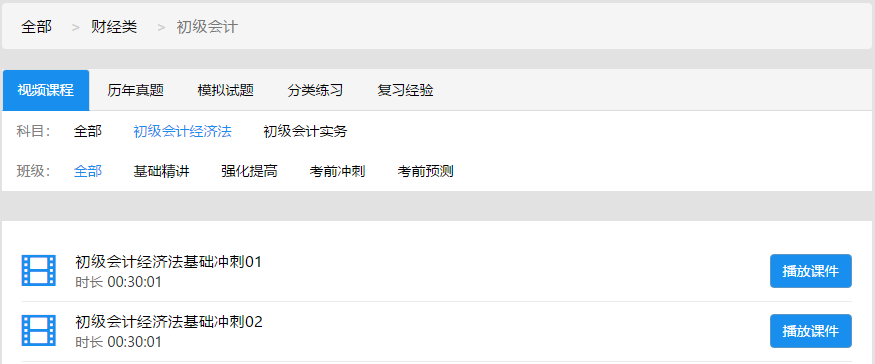 全部 > 财经类 > 初级会计
视频课程 历年真题 模拟试题 分类练习 复习经验
科目： 全部 初级会计经济法 初级会计实务
班级： 全部 基础精讲 强化提高 考前冲刺 考前预测
初级会计经济法基础冲刺01
时长 00:30:01
播放课件
初级会计经济法基础冲刺02
时长 00:30:01
播放课件